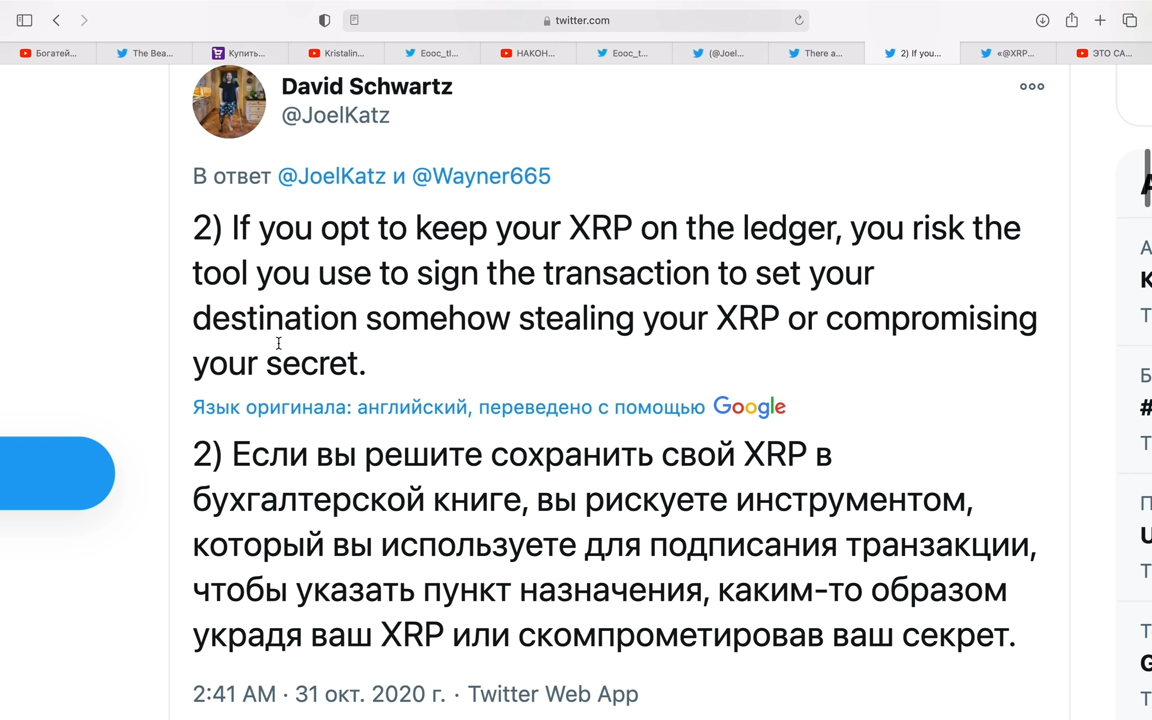 twitter.com
Богатей...
The Bea...
Купить...
Kristalin...
Eooc_tl...
НАКОН...
Eooc_t...
(@Joel...
There a...
2) If you...
«@XRP...
ЭТО СА...
David Schwartz
@JoelKatz
В ответ @JoelKatz и @Wayner665
2) If you opt to keep your XRP on the ledger, you risk the
tool you use to sign the transaction to set your
destination somehow stealing your XRP or compromising
your secret.
Язык оригинала: английский, переведено с помощью Google
2) Если вы решите сохранить свой XRP в
бухгалтерской книге, вы рискуете инструментом,
который вы используете для подписания транзакции,
чтобы указать пункт назначения, каким-то образом
украдя ваш XRP или скомпрометировав ваш секрет.
2:41 AM · 31 окт. 2020 г. · Twitter Web App